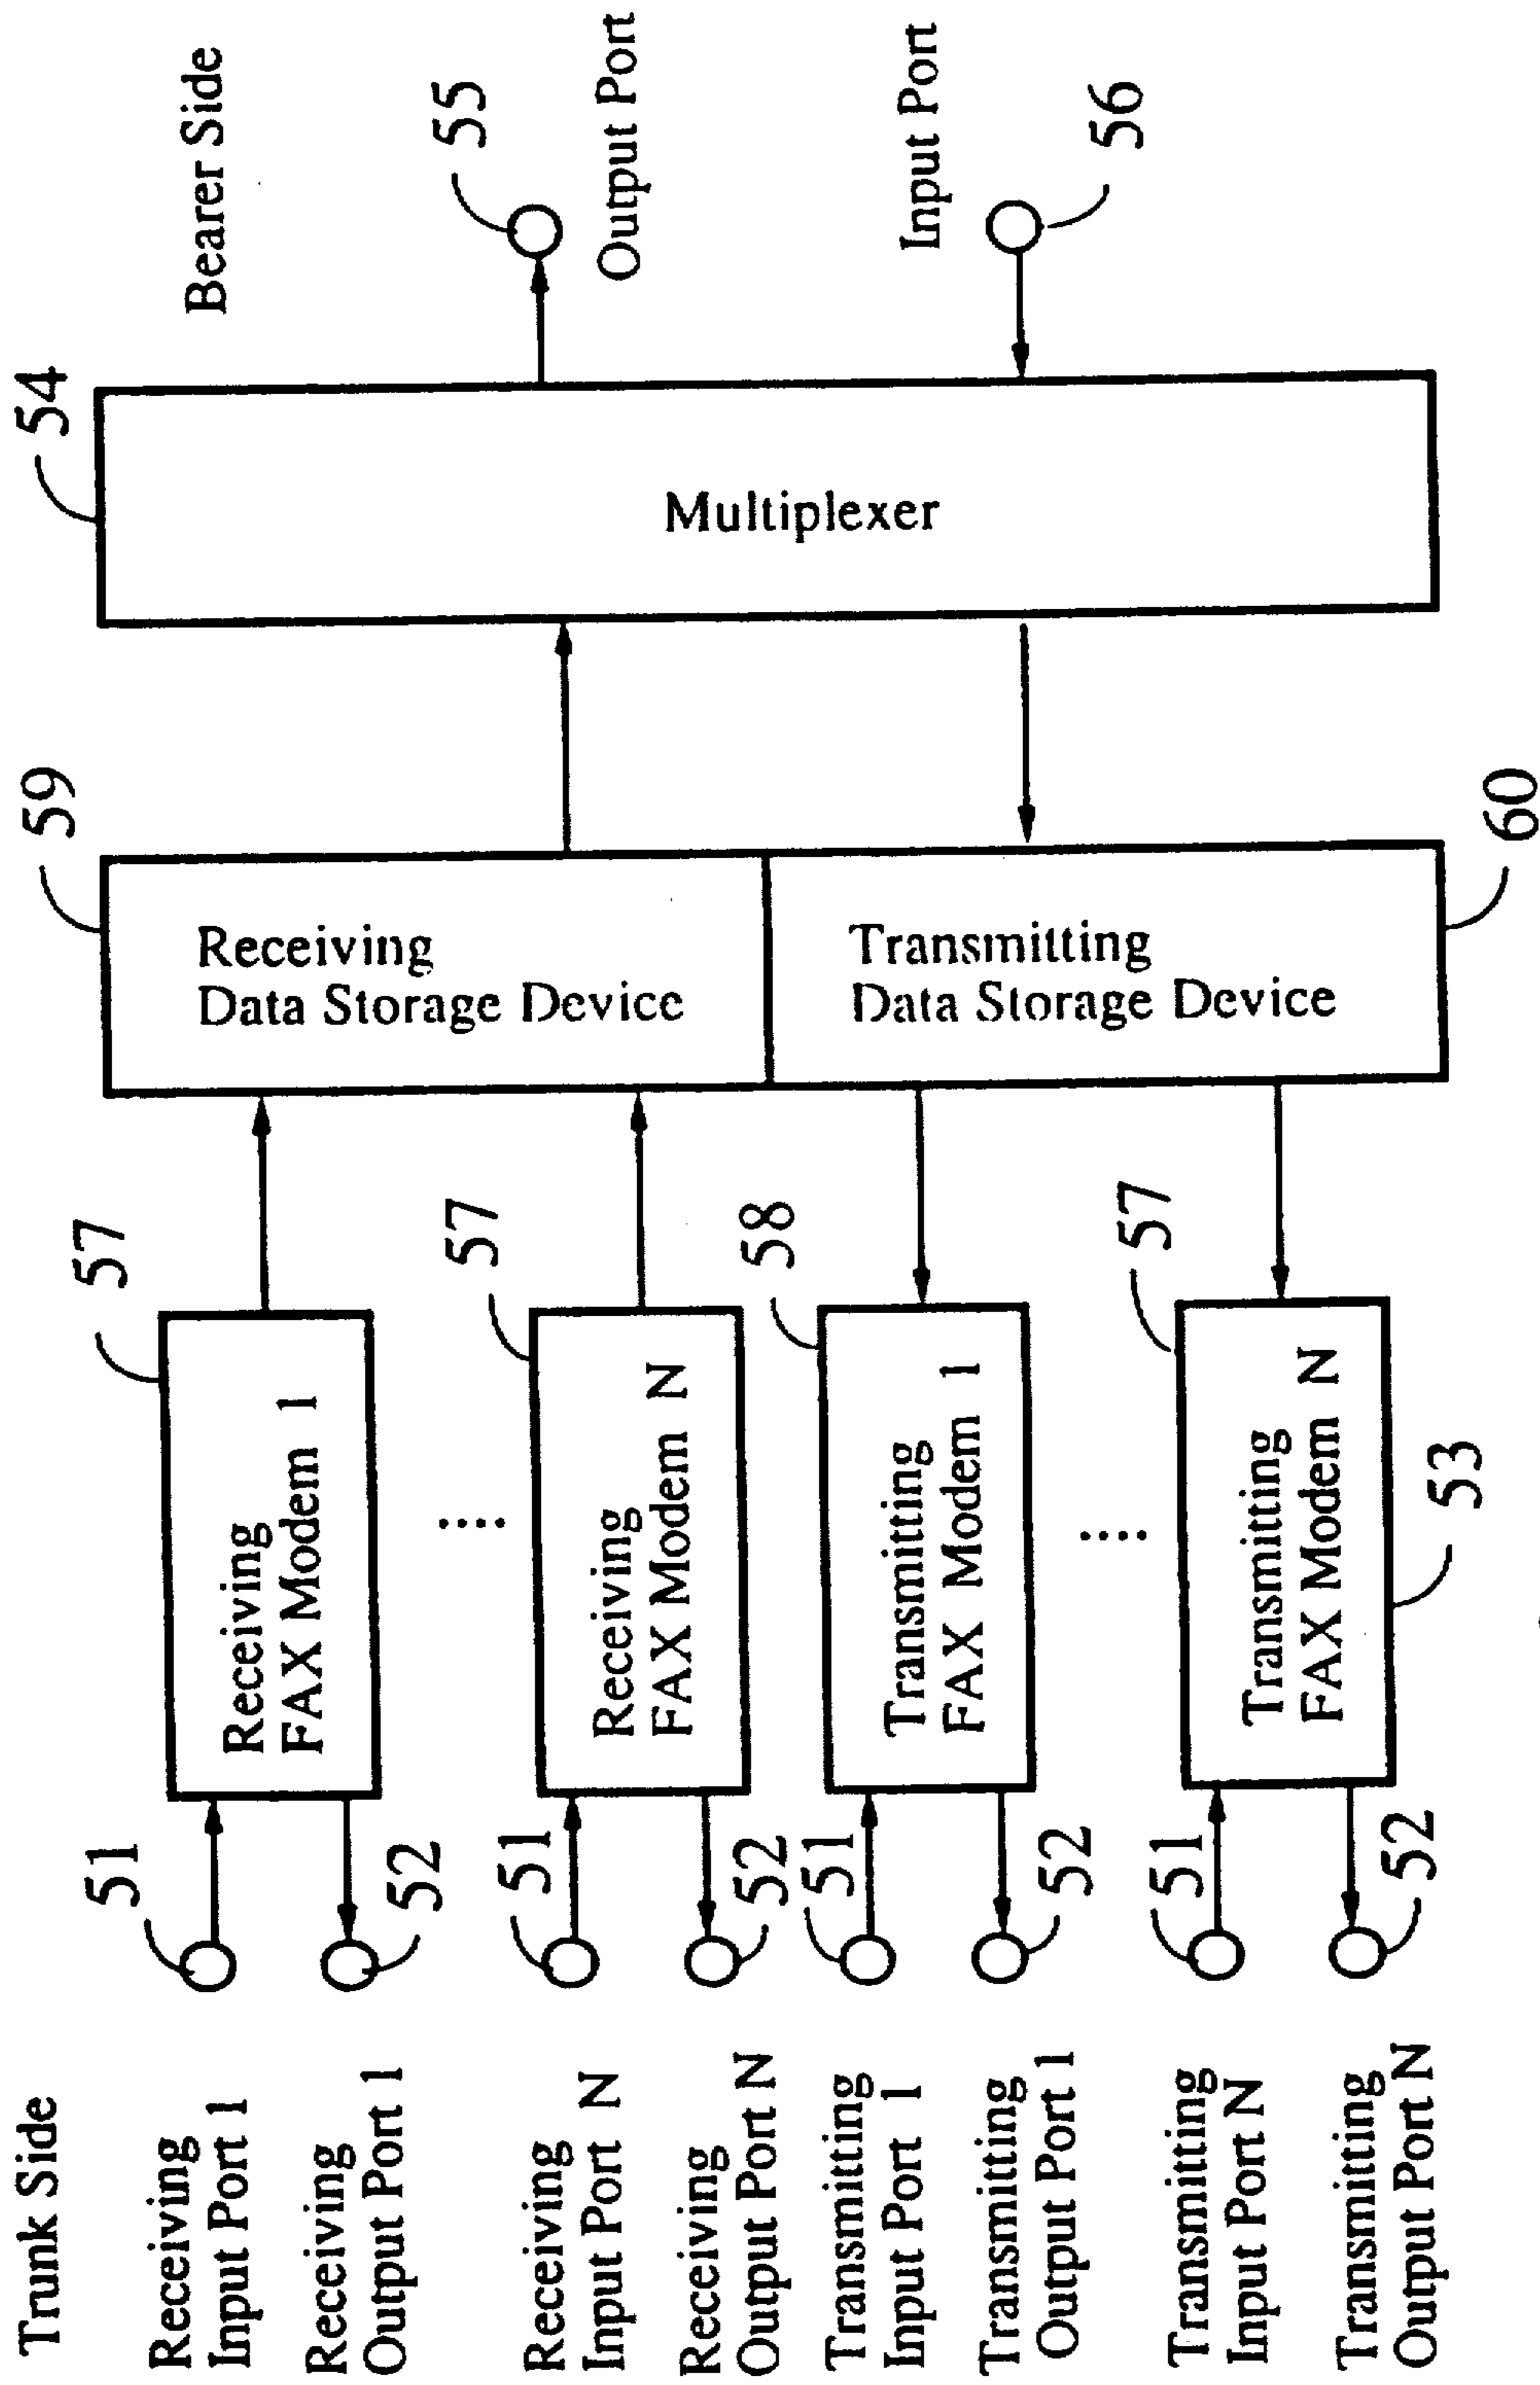 Trunk Side
Bearer Side
Receiving
Input Port 1
51
Receiving
FAX Modem 1
57
Receiving
Output Port 1
52
....
Receiving
Input Port N
51
Receiving
FAX Modem N
57
Receiving
Output Port N
52
Transmitting
Input Port 1
51
Transmitting
FAX Modem 1
58
Transmitting
Output Port 1
52
....
Transmitting
Input Port N
51
Transmitting
FAX Modem N
57
53
Transmitting
Output Port N
52
59
Receiving
Data Storage Device
Transmitting
Data Storage Device
60
54
Multiplexer
55
Output Port
Input Port
56